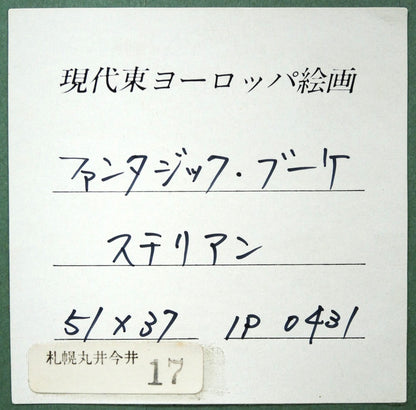 現代東ヨーロッパ絵画
ファンタジック・ブーケ
ステリアン
51×37 1P 0431
札幌丸井今井 17